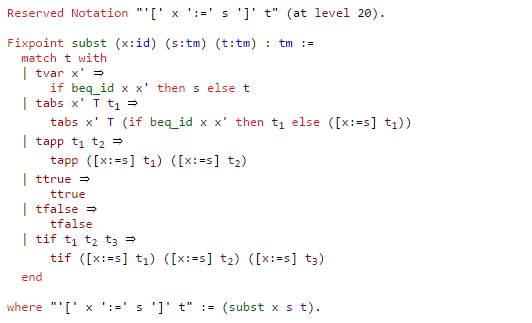 Reserved Notation "'[' x ':=' s ']' t" (at level 20).
Fixpoint subst (x:id) (s:tm) (t:tm) : tm :=
match t with
| tvar x' ⇒
if beq_id x x' then s else t
| tabs x' T t₁ ⇒
tabs x' T (if beq_id x x' then t₁ else ([x:=s] t₁))
| tapp t₁ t₂ ⇒
tapp ([x:=s] t₁) ([x:=s] t₂)
| ttrue ⇒
ttrue
| tfalse ⇒
tfalse
| tif t₁ t₂ t₃ ⇒
tif ([x:=s] t₁) ([x:=s] t₂) ([x:=s] t₃)
end
where "'[' x ':=' s ']' t" := (subst x s t).